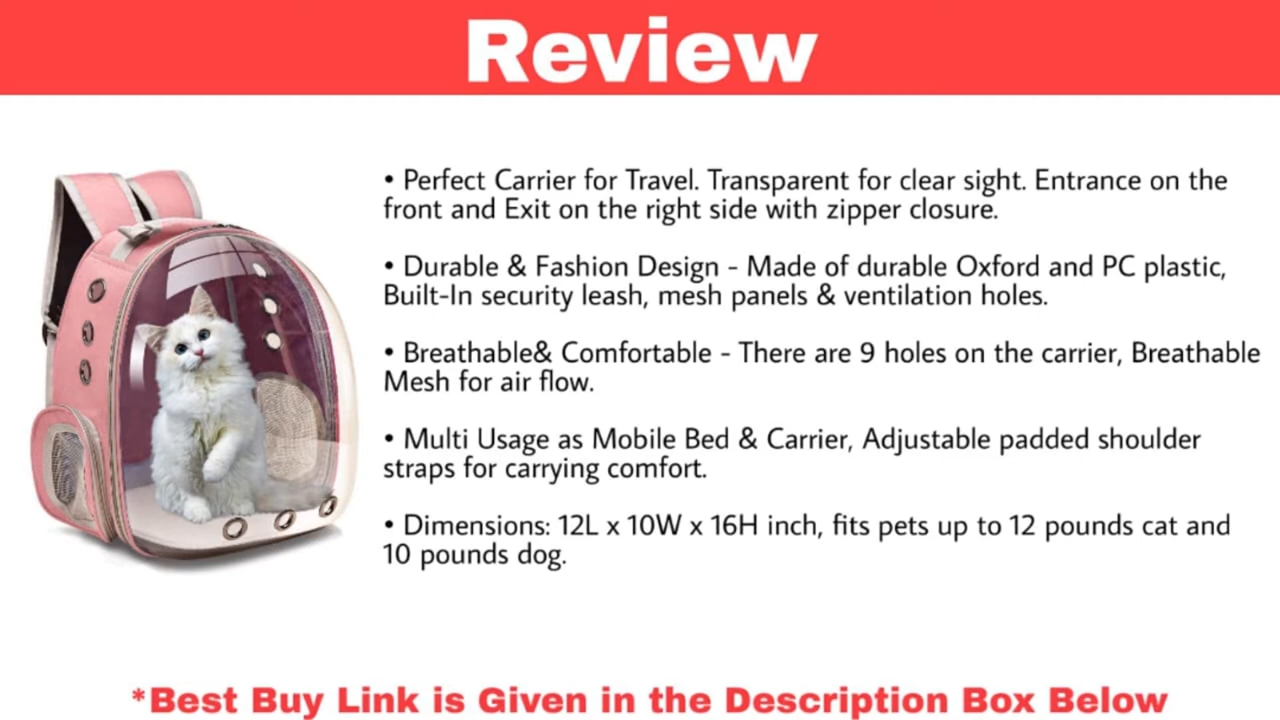 Review
• Perfect Carrier for Travel. Transparent for clear sight. Entrance on the
front and Exit on the right side with zipper closure.
• Durable & Fashion Design - Made of durable Oxford and PC plastic,
Built-In security leash, mesh panels & ventilation holes.
• Breathable& Comfortable - There are 9 holes on the carrier, Breathable
Mesh for air flow.
• Multi Usage as Mobile Bed & Carrier, Adjustable padded shoulder
straps for carrying comfort.
• Dimensions: 12L x 10W x 16H inch, fits pets up to 12 pounds cat and
10 pounds dog.
*Best Buy Link is Given in the Description Box Below